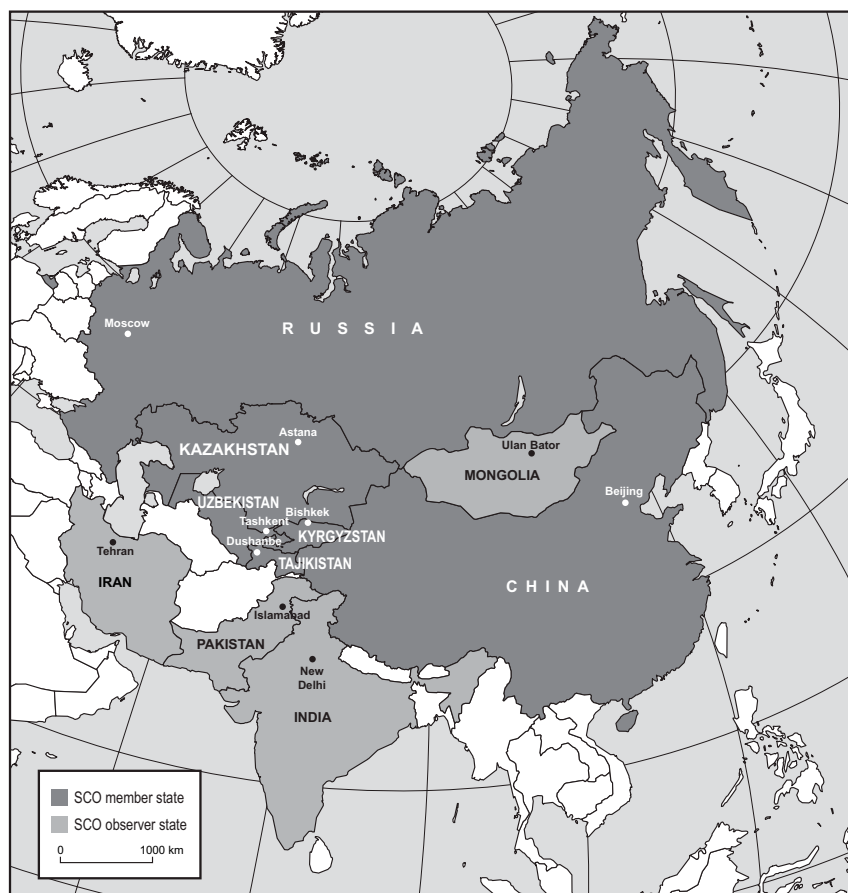 Moscow
R U S S I A
Astana
KAZAKHSTAN
Ulan Bator
MONGOLIA
Beijing
UZBEKISTAN
Bishkek
Tashkent
KYRGYZSTAN
Dushanbe
TAJIKISTAN
Tehran
IRAN
C H I N A
Islamabad
PAKISTAN
New
Delhi
INDIA
SCO member state
SCO observer state
0 1000 km